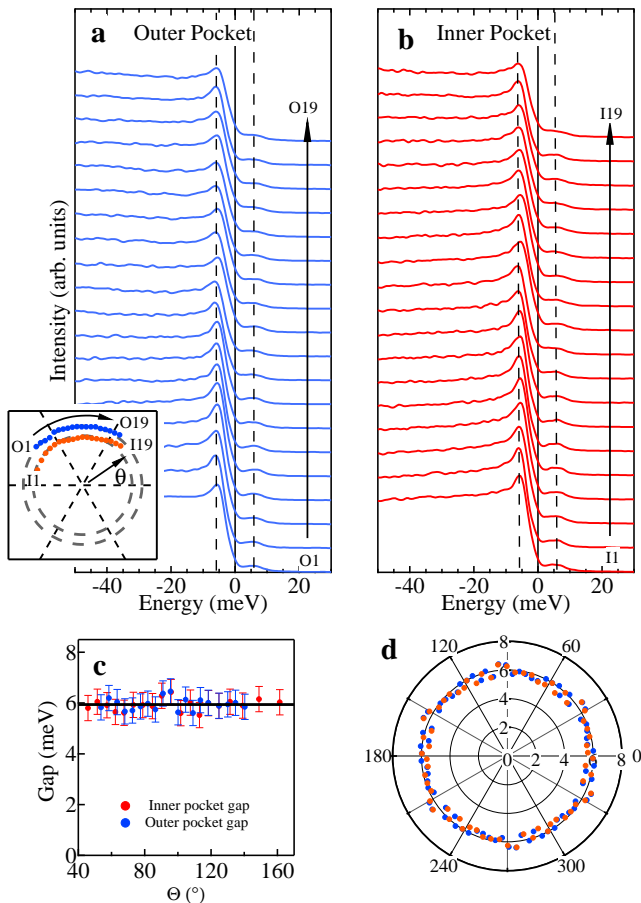 a
Outer Pocket
O19
O1
Intensity (arb. units)
-40
-20
0
20
Energy (meV)
b
Inner Pocket
I19
I1
-40
-20
0
20
Energy (meV)
O1
O19
I19
I1
θ
c
8
6
4
2
0
Gap (meV)
Inner pocket gap
Outer pocket gap
40
80
120
160
Θ (°)
d
120
60
180
0
240
300
8
6
4
2
0
2
4
6
8